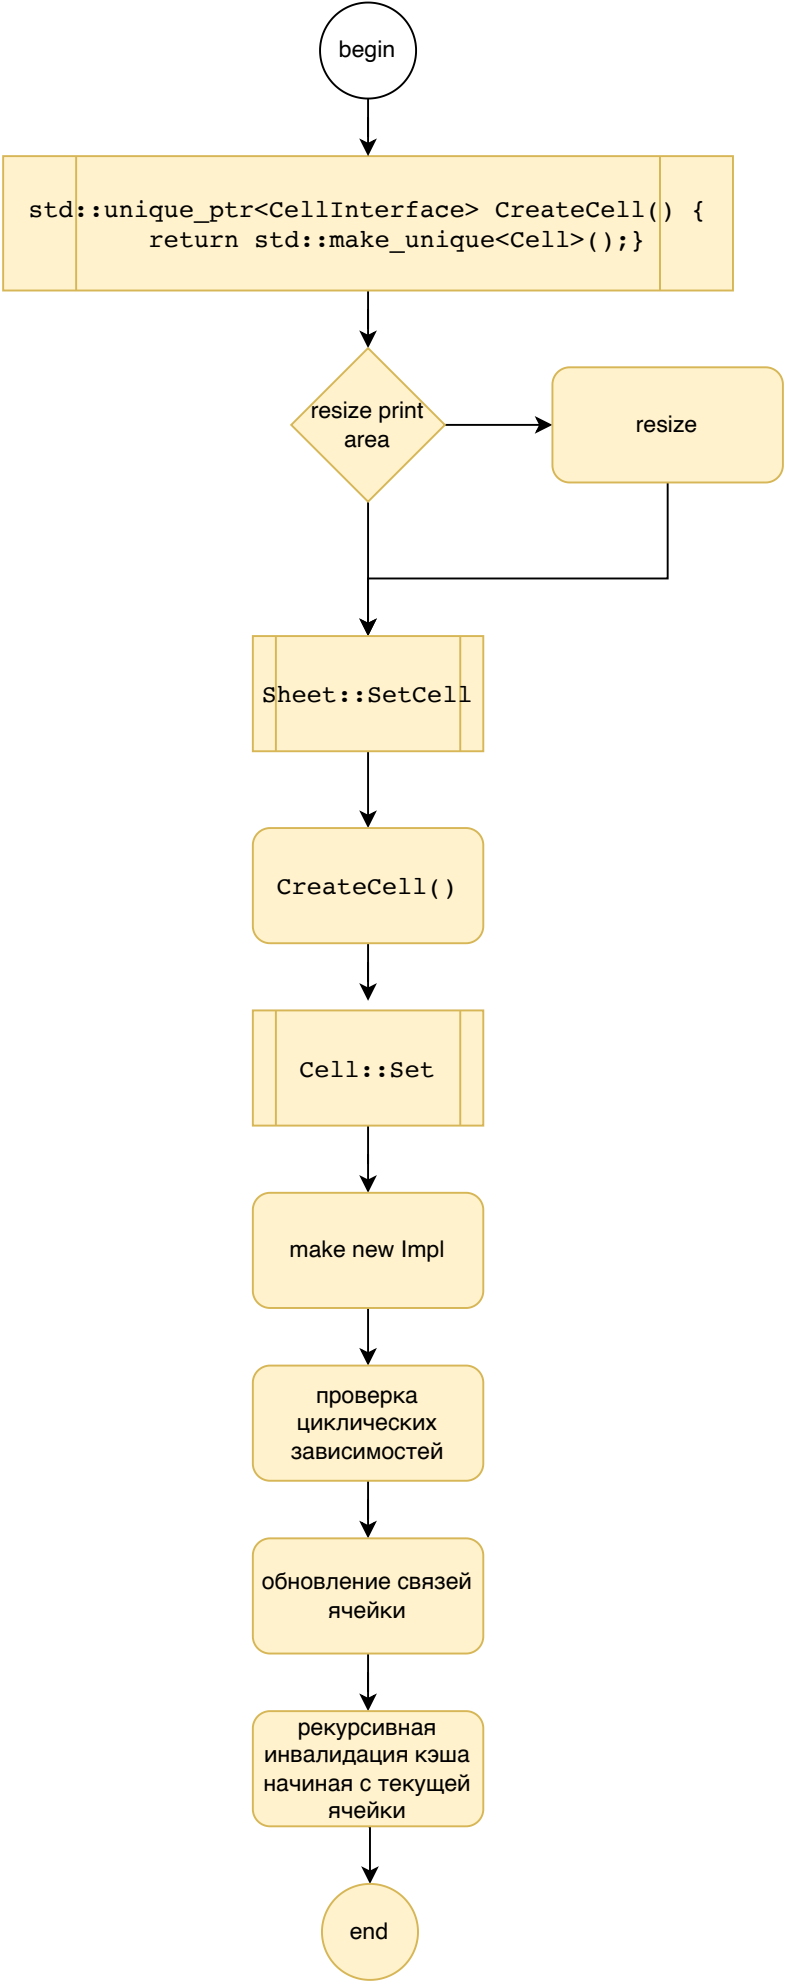 begin
std::unique_ptr<CellInterface> CreateCell() {
return std::make_unique<Cell>();}
resize print
area
resize
Sheet::SetCell
CreateCell()
Cell::Set
make new Impl
проверка
циклических
зависимостей
обновление связей
ячейки
рекурсивная
инвалидация кэша
начиная с текущей
ячейки
end